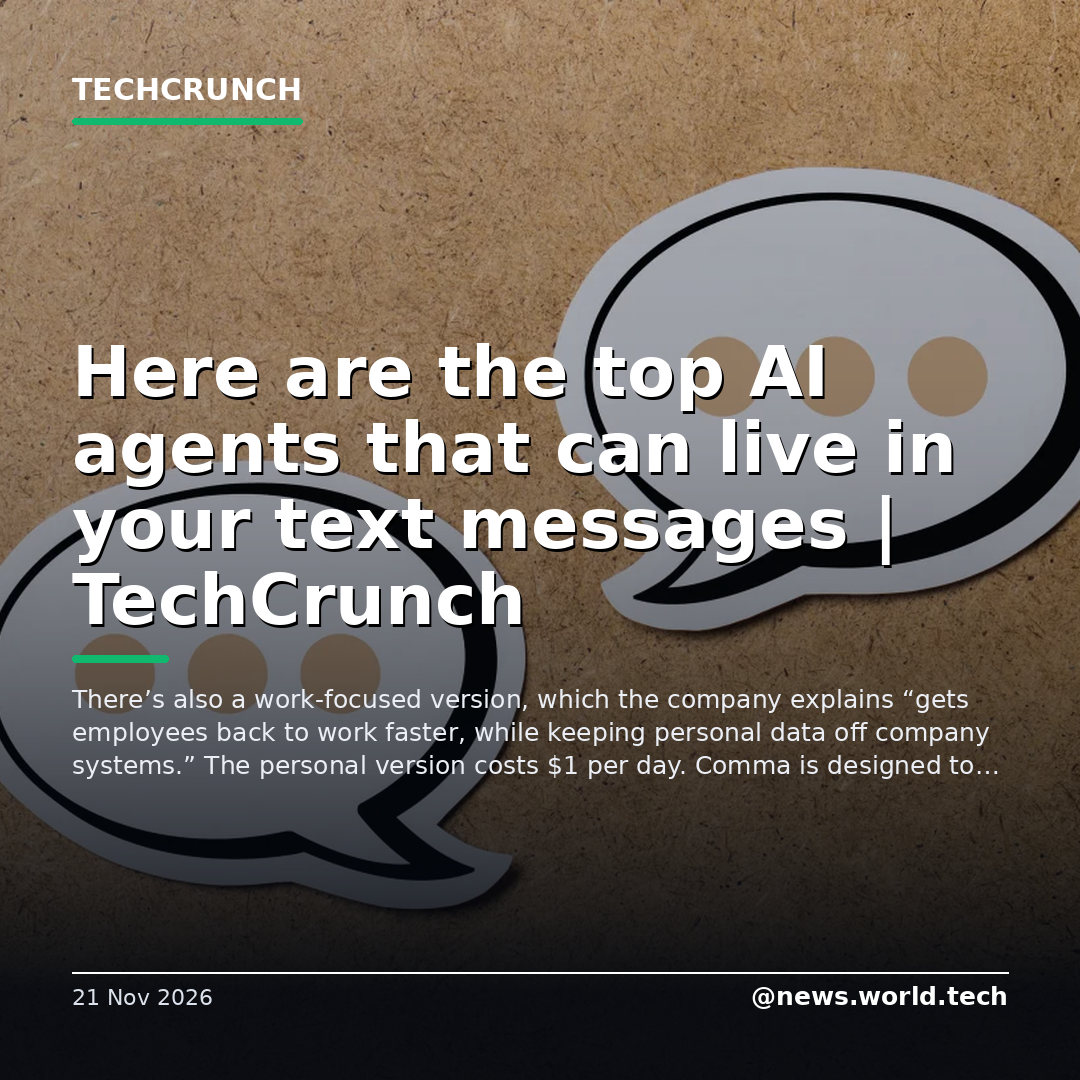 TECHCRUNCH
Here are the top AI
agents that can live in
your text messages |
TechCrunch
There’s also a work-focused version, which the company explains “gets
employees back to work faster, while keeping personal data off company
systems.” The personal version costs $1 per day. Comma is designed to…
21 Nov 2026
@news.world.tech